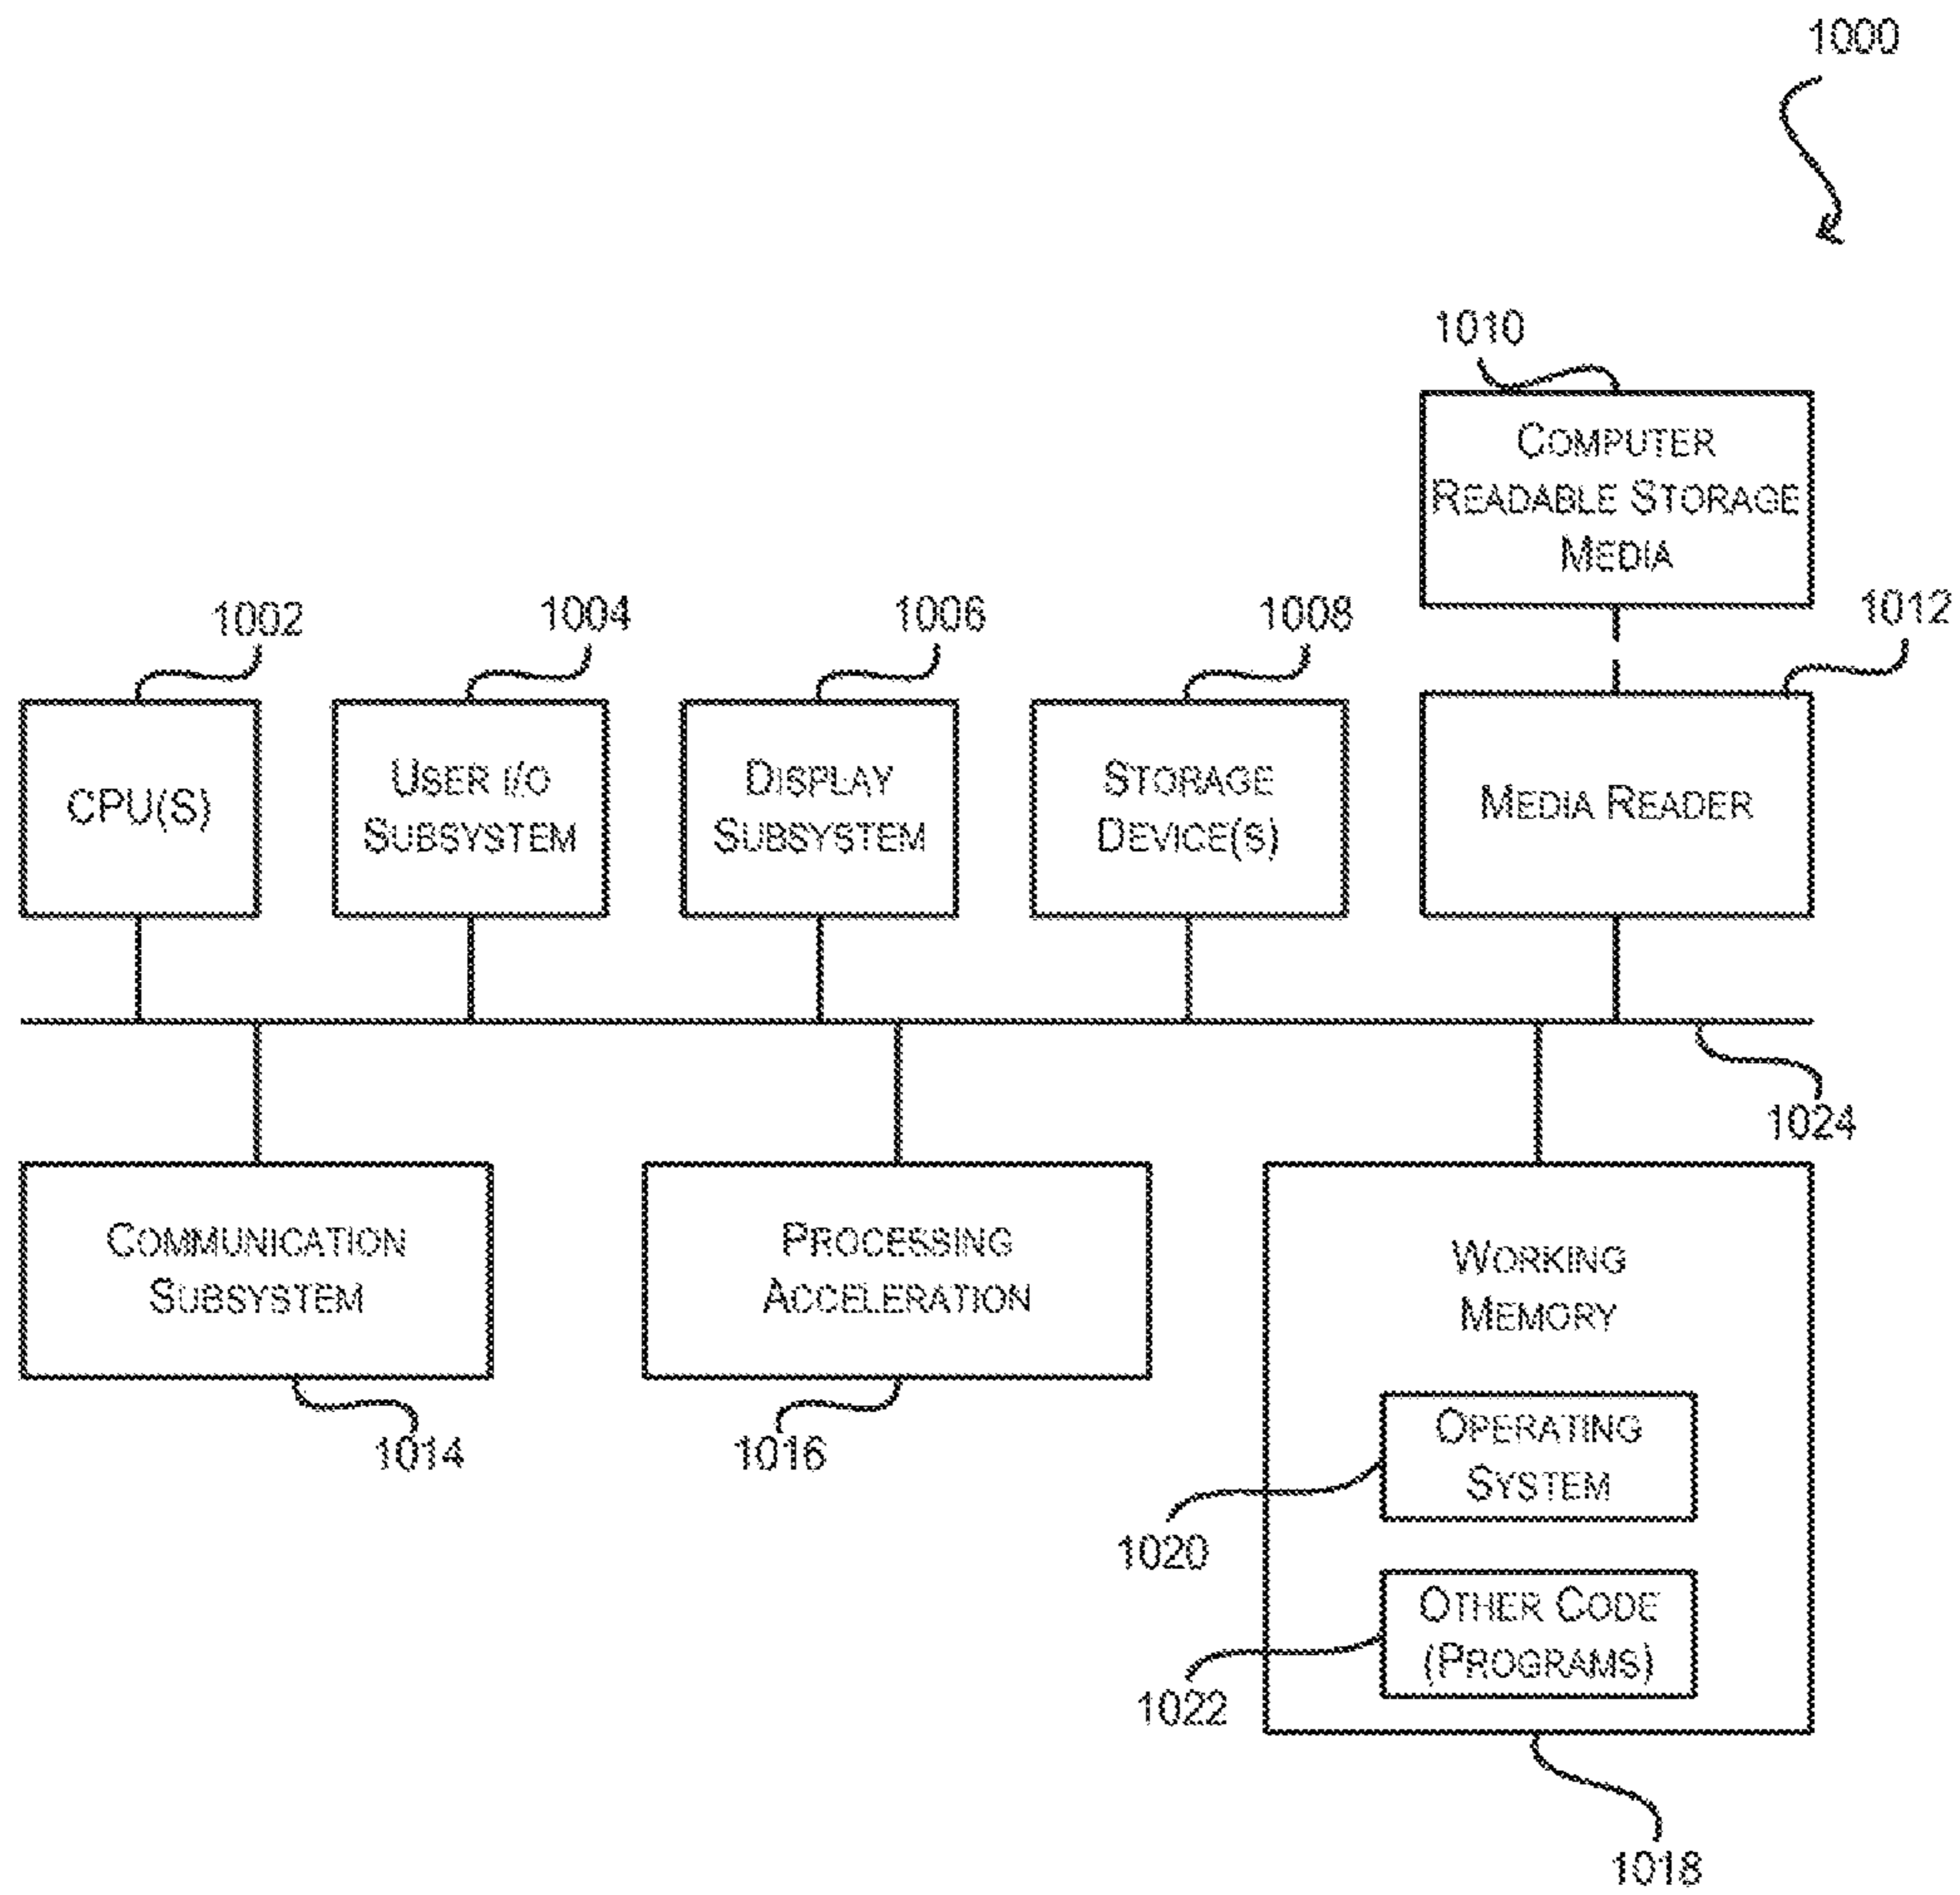 1000
1010
COMPUTER
READABLE STORAGE
MEDIA
1002
1004
1006
1008
1012
CPU(S)
USER I/O
SUBSYSTEM
DISPLAY
SUBSYSTEM
STORAGE
DEVICE(S)
MEDIA READER
1024
COMMUNICATION
SUBSYSTEM
PROCESSING
ACCELERATION
WORKING
MEMORY
1014
1016
OPERATING
SYSTEM
1020
OTHER CODE
(PROGRAMS)
1022
1018